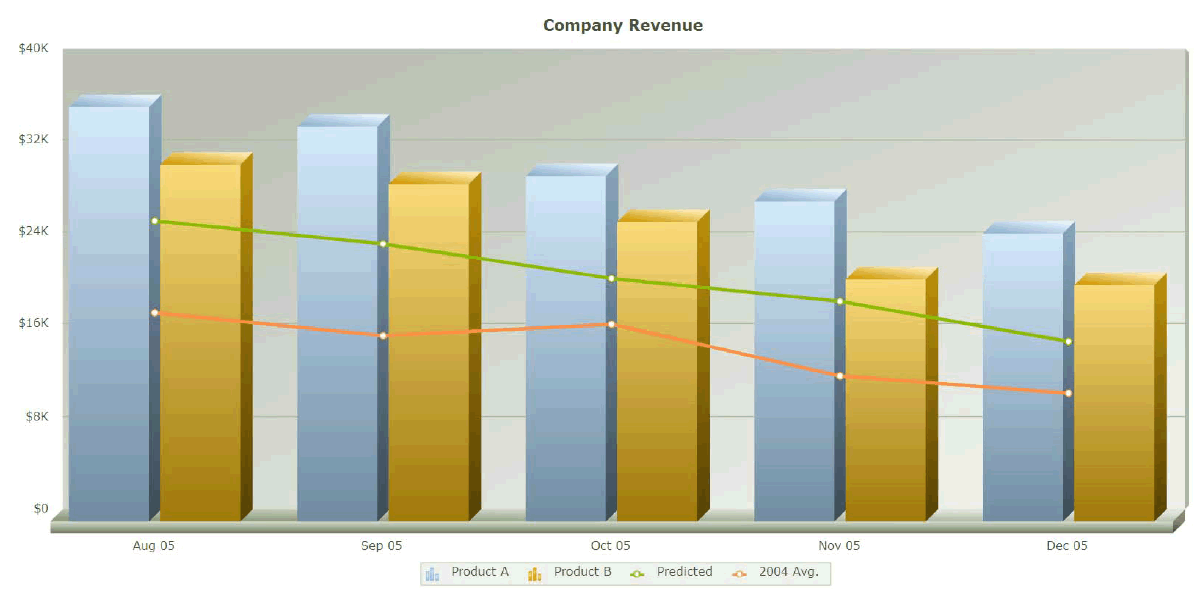 Company Revenue
$40K
$32K
$24K
$16K
$8K
$0
Aug 05 Sep 05 Oct 05 Nov 05 Dec 05
Product A Product B Predicted 2004 Avg.